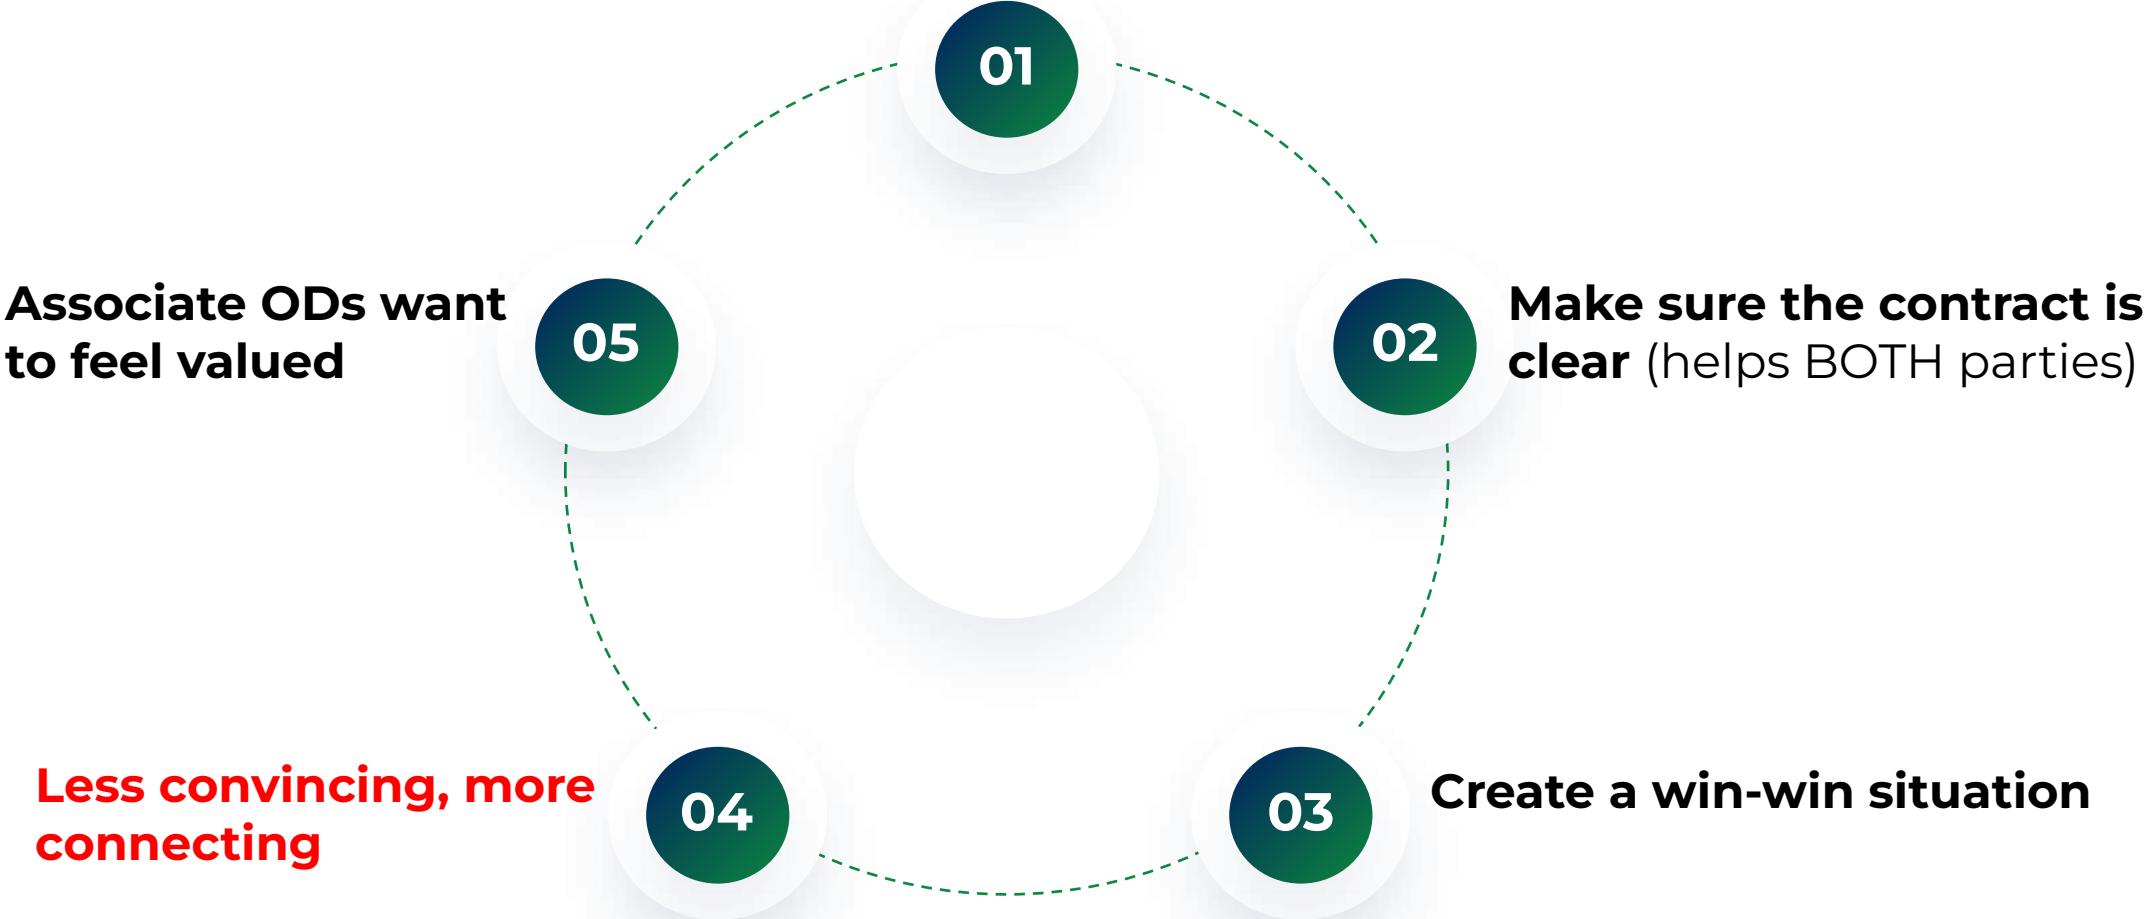 01
02
Make sure the contract is
clear (helps BOTH parties)
03
Create a win-win situation
04
Less convincing, more
connecting
05
Associate ODs want
to feel valued